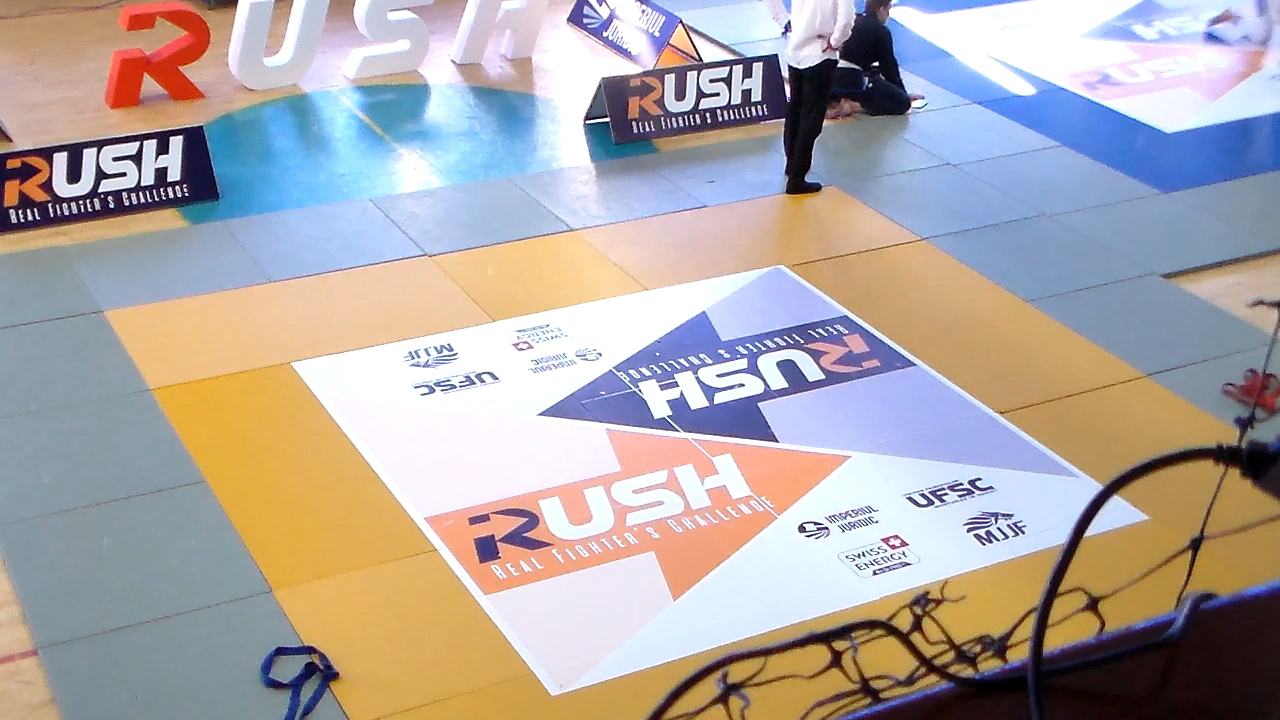 RUSH
IMPERIUL
JURIDIC
RUSH
REAL FIGHTER'S CHALLENGE
RUSH
REAL FIGHTER'S CHALLENGE
RUSH
MJJF
SWISS
ENERGY
IMPERIUL
JURIDIC
UFSC
RUSH
REAL FIGHTER'S CHALLENGE
RUSH
REAL FIGHTER'S CHALLENGE
IMPERIUL
JURIDIC
UFSC
SWISS
ENERGY
MJJF